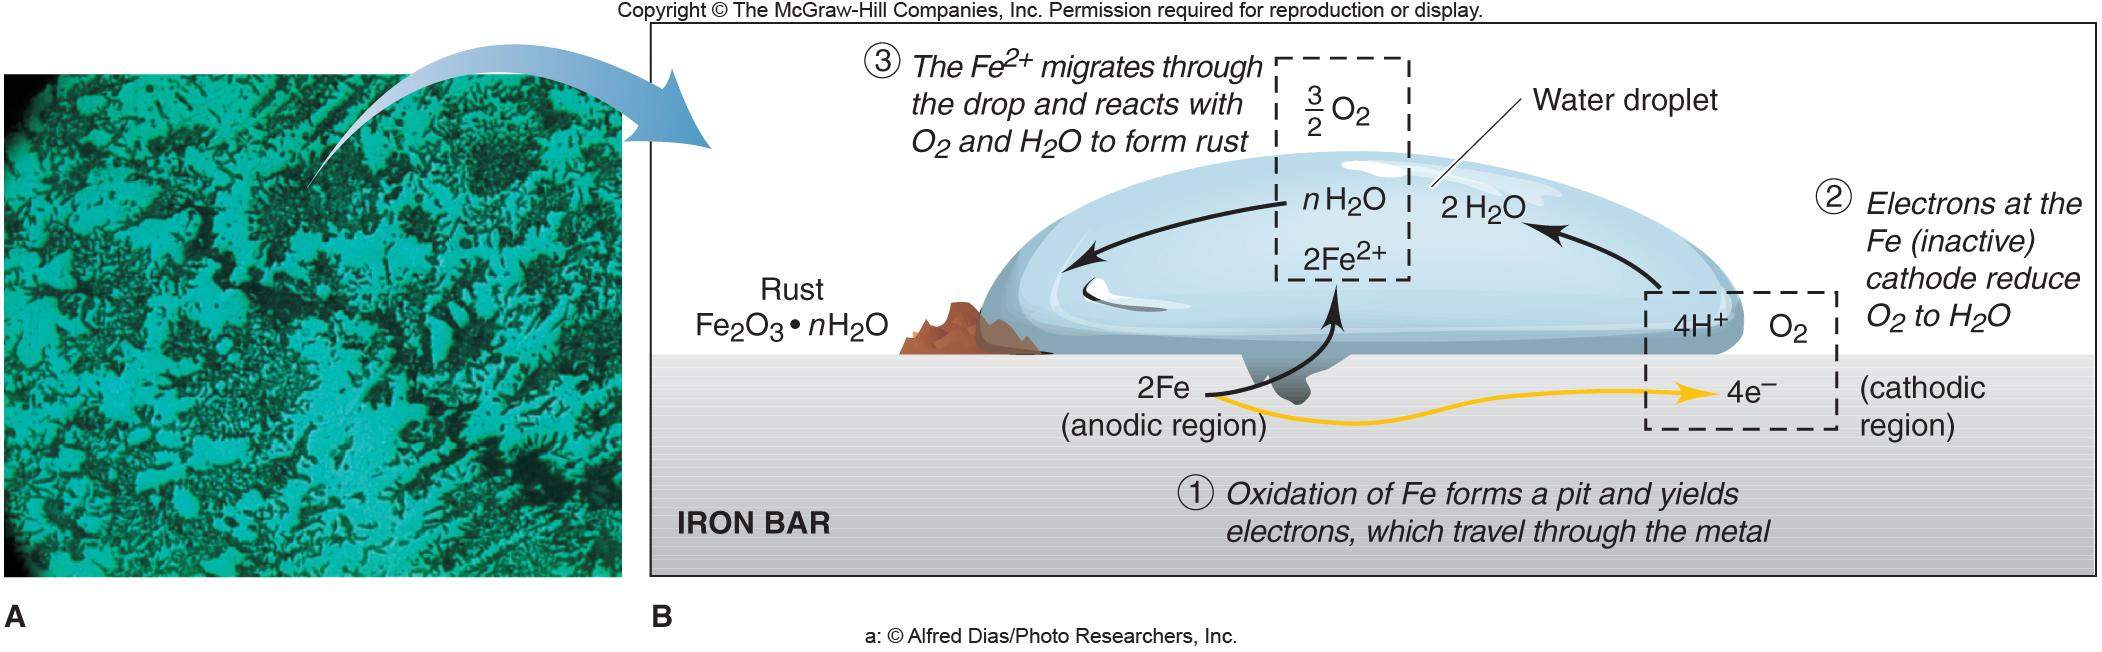 Copyright © The McGraw-Hill Companies, Inc. Permission required for reproduction or display.
③ The Fe²⁺ migrates through
the drop and reacts with
O₂ and H₂O to form rust
3/2 O₂
Water droplet
n H₂O
2 H₂O
2Fe²⁺
② Electrons at the
Fe (inactive)
cathode reduce
O₂ to H₂O
Rust
Fe₂O₃ • nH₂O
4H⁺ O₂
2Fe
(anodic region)
4e⁻
(cathodic
region)
① Oxidation of Fe forms a pit and yields
electrons, which travel through the metal
IRON BAR
A
B
a: © Alfred Dias/Photo Researchers, Inc.